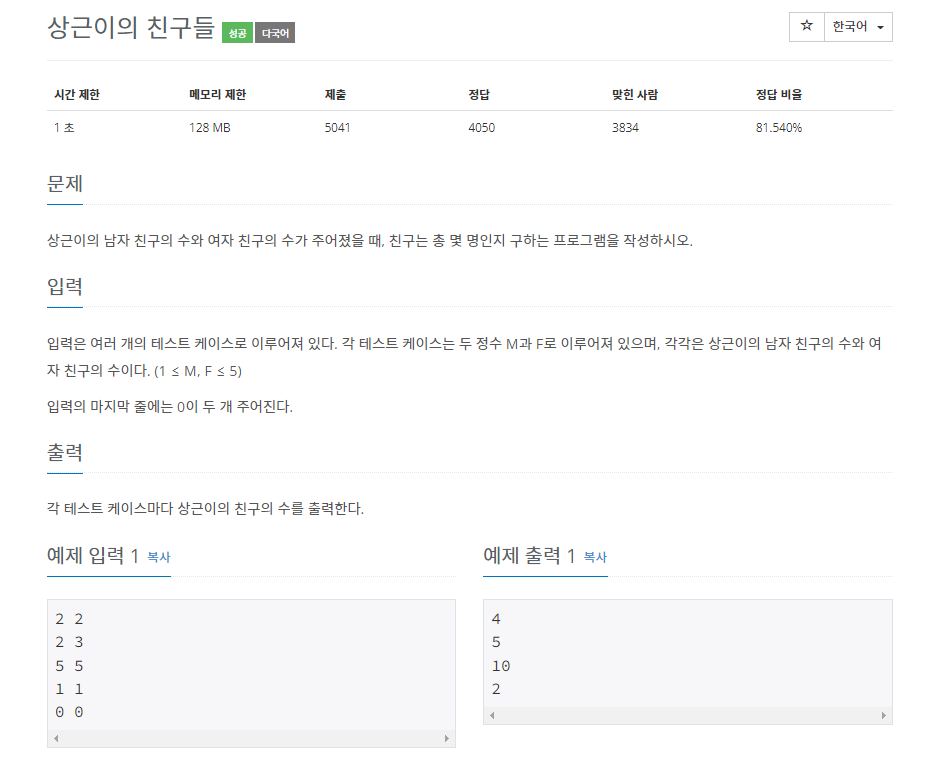 상근이의 친구들 성공 다국어 ☆ 한국어
시간 제한 메모리 제한 제출 정답 맞힌 사람 정답 비율
1 초 128 MB 5041 4050 3834 81.540%
문제
상근이의 남자 친구의 수와 여자 친구의 수가 주어졌을 때, 친구는 총 몇 명인지 구하는 프로그램을 작성하시오.
입력
입력은 여러 개의 테스트 케이스로 이루어져 있다. 각 테스트 케이스는 두 정수 M과 F로 이루어져 있으며, 각각은 상근이의 남자 친구의 수와 여
자 친구의 수이다. (1 ≤ M, F ≤ 5)
입력의 마지막 줄에는 0이 두 개 주어진다.
출력
각 테스트 케이스마다 상근이의 친구의 수를 출력한다.
예제 입력 1 복사
2 2
2 3
5 5
1 1
0 0
예제 출력 1 복사
4
5
10
2